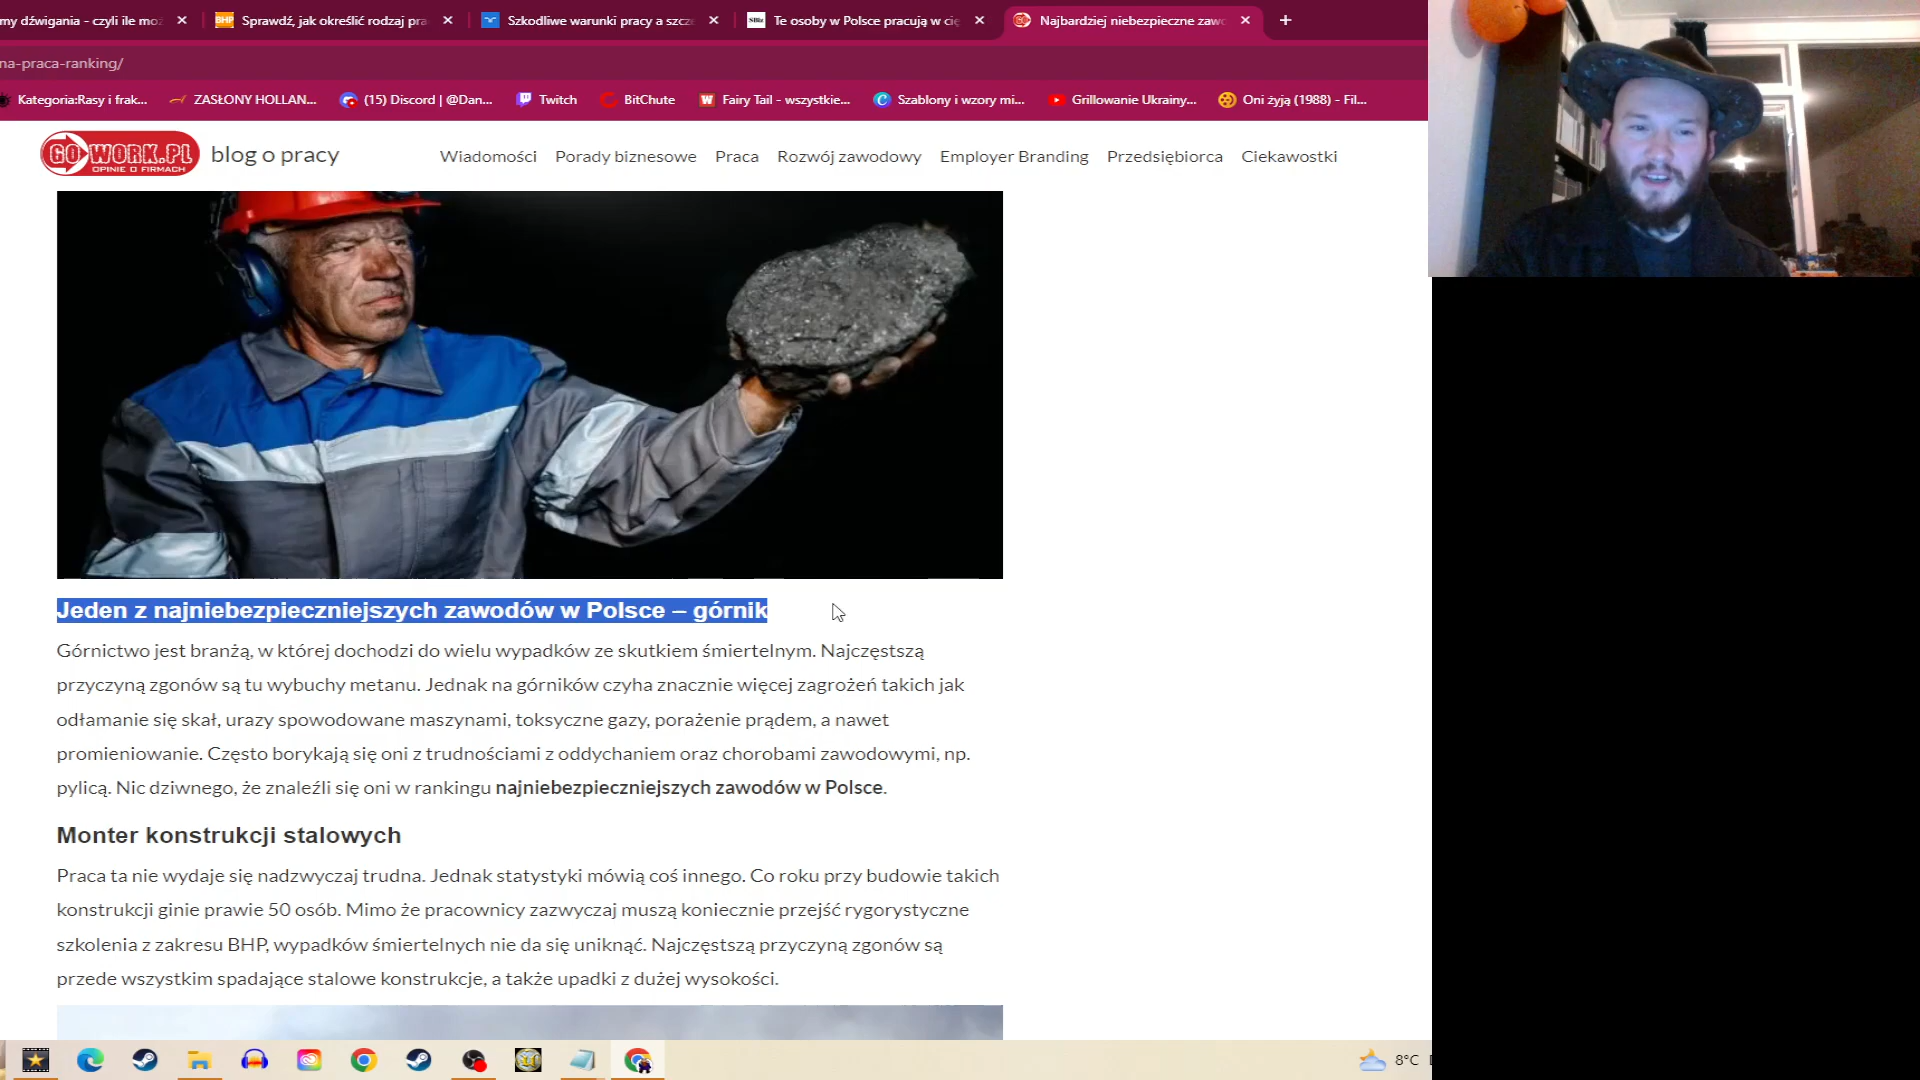 my dźwigania - czyli ile moż
BHP
Sprawdź, jak określić rodzaj pra
Szkodliwe warunki pracy a szcze
SBiz
Te osoby w Polsce pracują w cię
Najbardziej niebezpieczne zawo
na-praca-ranking/
Kategoria:Rasy i frak...
ZASŁONY HOLLAN...
(15) Discord | @Dan...
Twitch
BitChute
Fairy Tail - wszystkie...
Szablony i wzory mi...
Grillowanie Ukrainy...
Oni żyją (1988) - Fil...
GOWORK.PL
OPINIE O FIRMACH
blog o pracy
Wiadomości
Porady biznesowe
Praca
Rozwój zawodowy
Employer Branding
Przedsiębiorca
Ciekawostki
Jeden z najniebezpieczniejszych zawodów w Polsce – górnik
Górnictwo jest branżą, w której dochodzi do wielu wypadków ze skutkiem śmiertelnym. Najczęstszą
przyczyną zgonów są tu wybuchy metanu. Jednak na górników czyha znacznie więcej zagrożeń takich jak
odłamanie się skał, urazy spowodowane maszynami, toksyczne gazy, porażenie prądem, a nawet
promieniowanie. Często borykają się oni z trudnościami z oddychaniem oraz chorobami zawodowymi, np.
pylicą. Nic dziwnego, że znaleźli się oni w rankingu najniebezpieczniejszych zawodów w Polsce.
Monter konstrukcji stalowych
Praca ta nie wydaje się nadzwyczaj trudna. Jednak statystyki mówią coś innego. Co roku przy budowie takich
konstrukcji ginie prawie 50 osób. Mimo że pracownicy zazwyczaj muszą koniecznie przejść rygorystyczne
szkolenia z zakresu BHP, wypadków śmiertelnych nie da się uniknąć. Najczęstszą przyczyną zgonów są
przede wszystkim spadające stalowe konstrukcje, a także upadki z dużej wysokości.
8°C